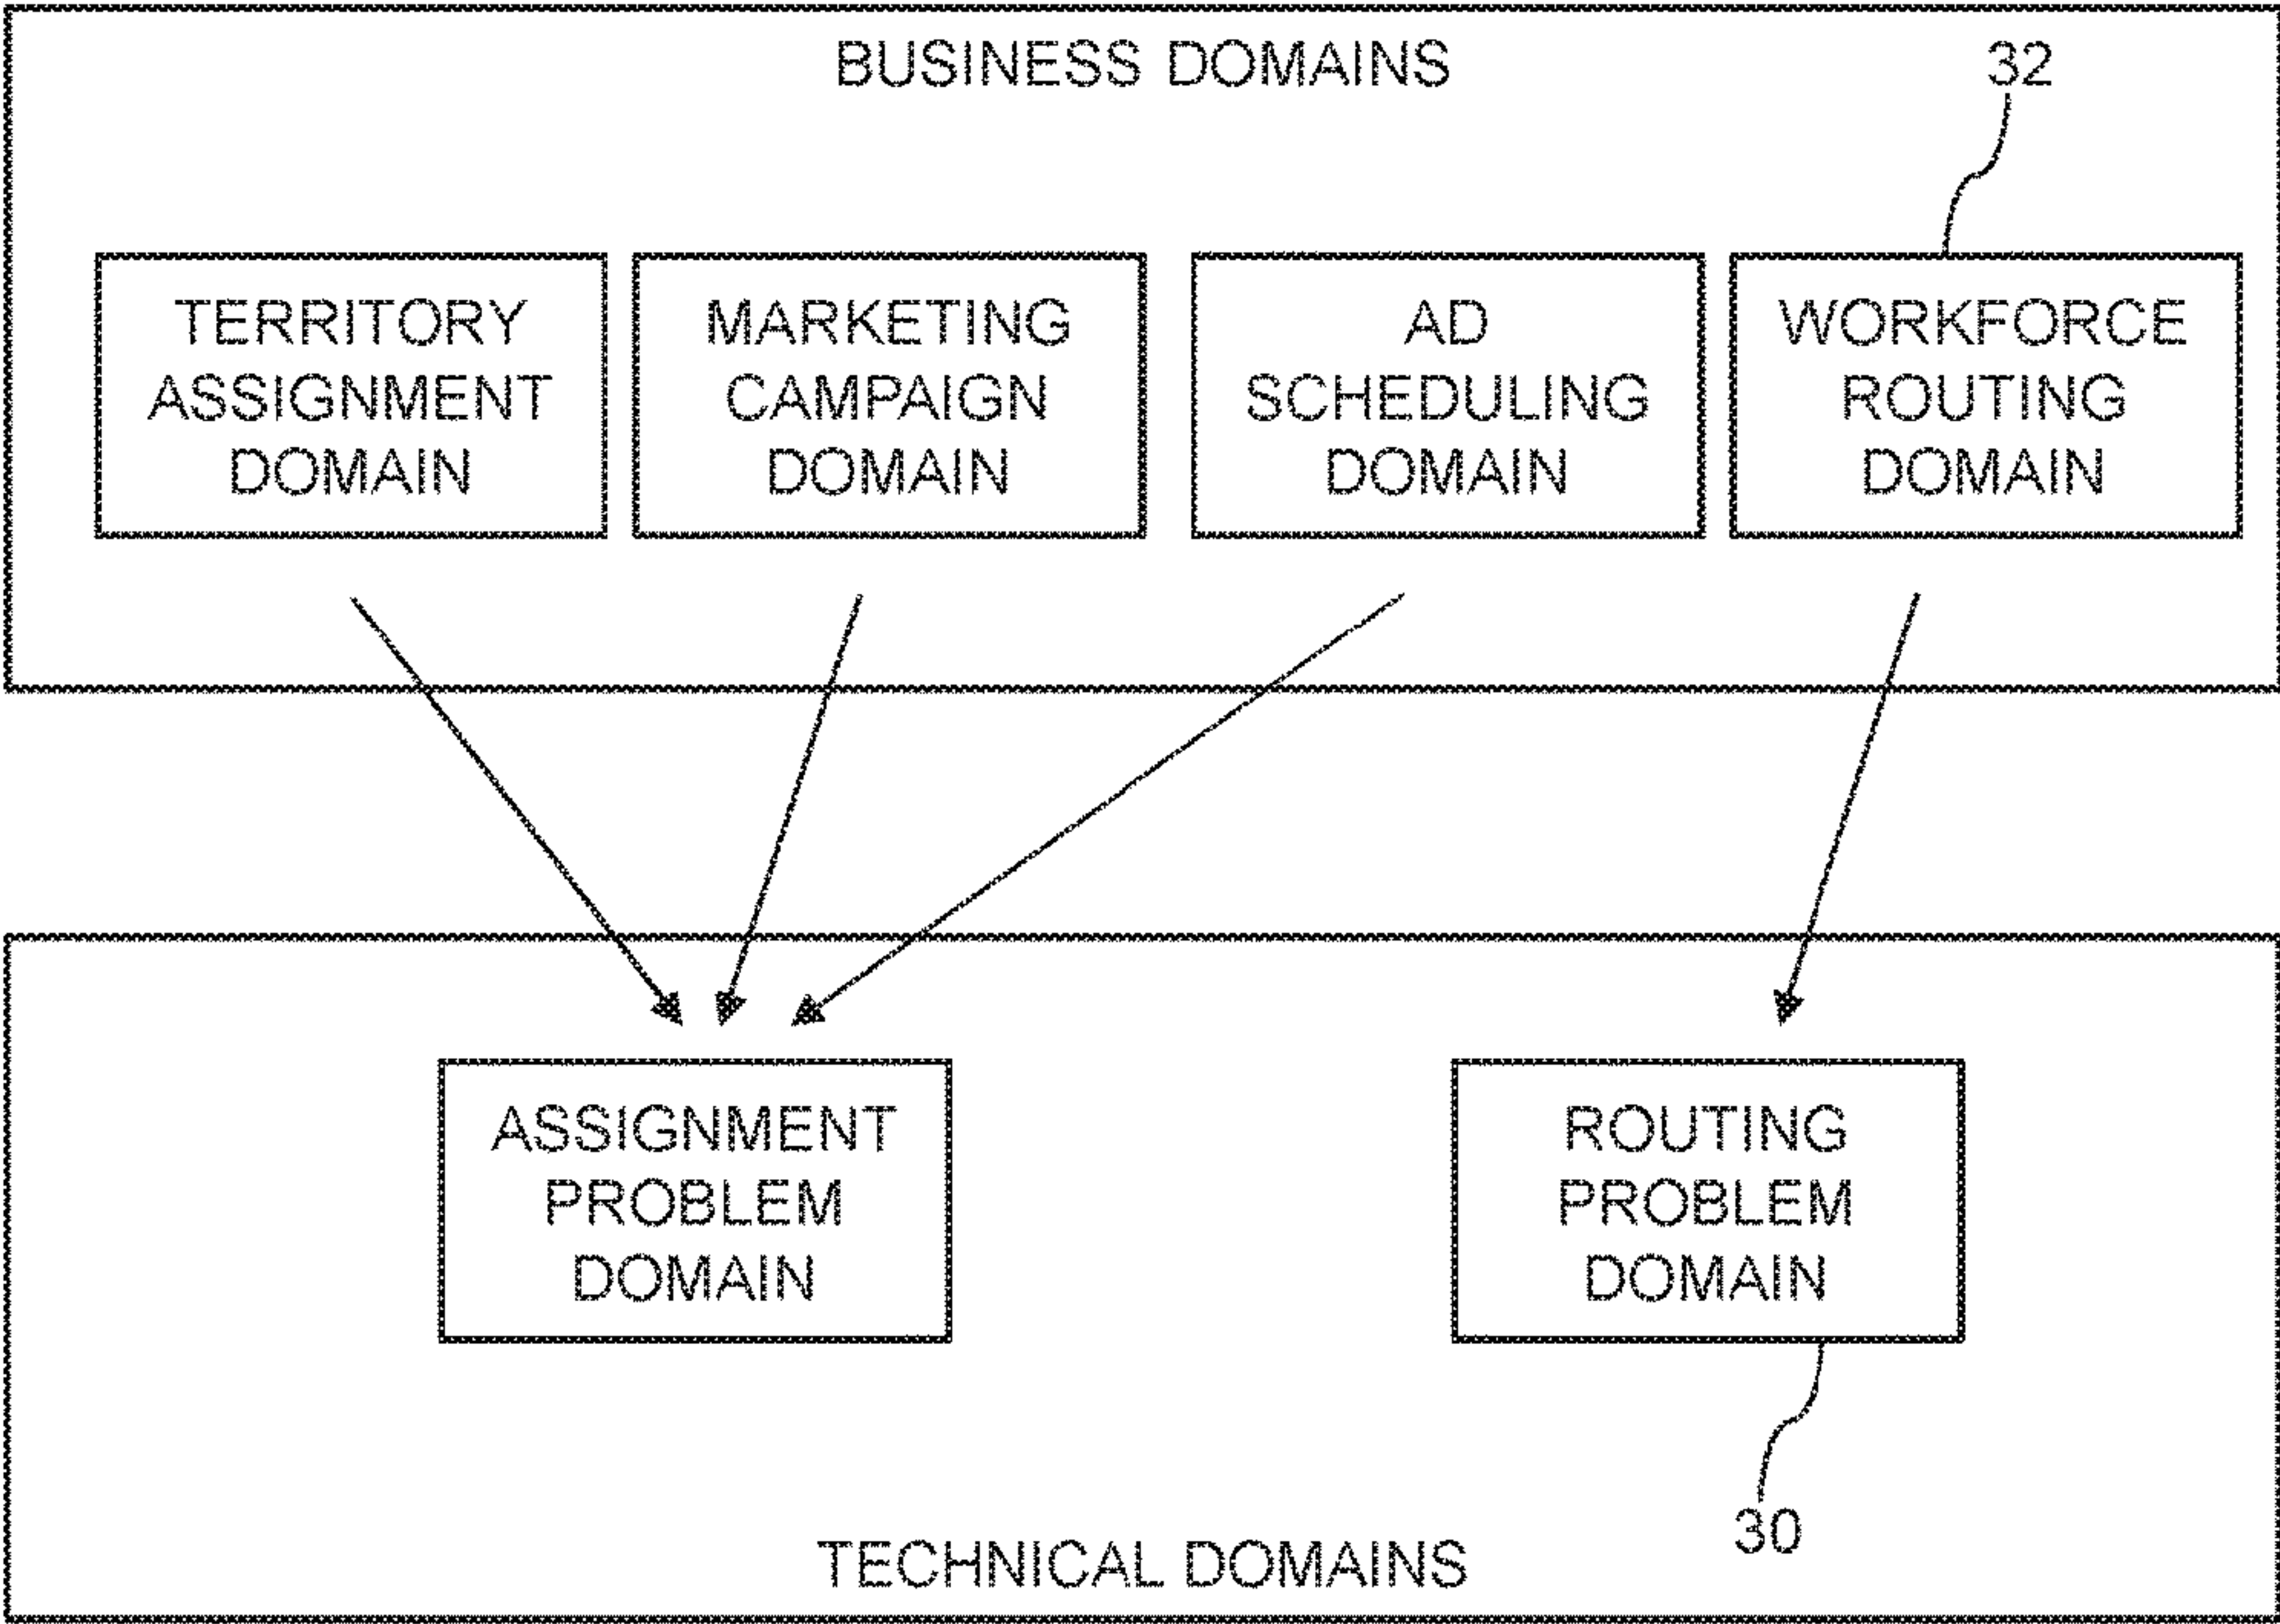 BUSINESS DOMAINS
32
TERRITORY
ASSIGNMENT
DOMAIN
MARKETING
CAMPAIGN
DOMAIN
AD
SCHEDULING
DOMAIN
WORKFORCE
ROUTING
DOMAIN
ASSIGNMENT
PROBLEM
DOMAIN
ROUTING
PROBLEM
DOMAIN
30
TECHNICAL DOMAINS